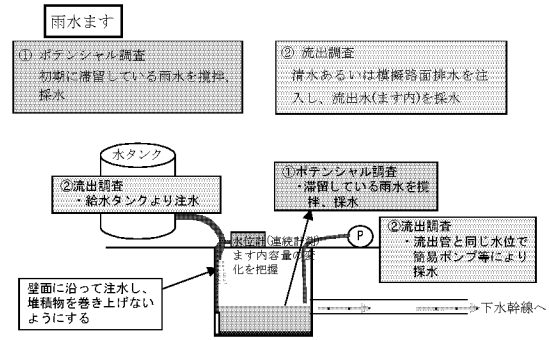 雨水ます
① ポテンシャル調査
初期に滞留している雨水を攪拌、
採水
② 流出調査
清水あるいは模擬路面排水を注
入し、流出水(ます内)を採水
水タンク
②流出調査
・給水タンクより注水
①ポテンシャル調査
・滞留している雨水を攪
拌、採水
P
②流出調査
・流出管と同じ水位で
簡易ポンプ等により
採水
水位計(連続計測)
ます内容量の変
化を把握
壁面に沿って注水し、
堆積物を巻き上げない
ようにする
下水幹線へ